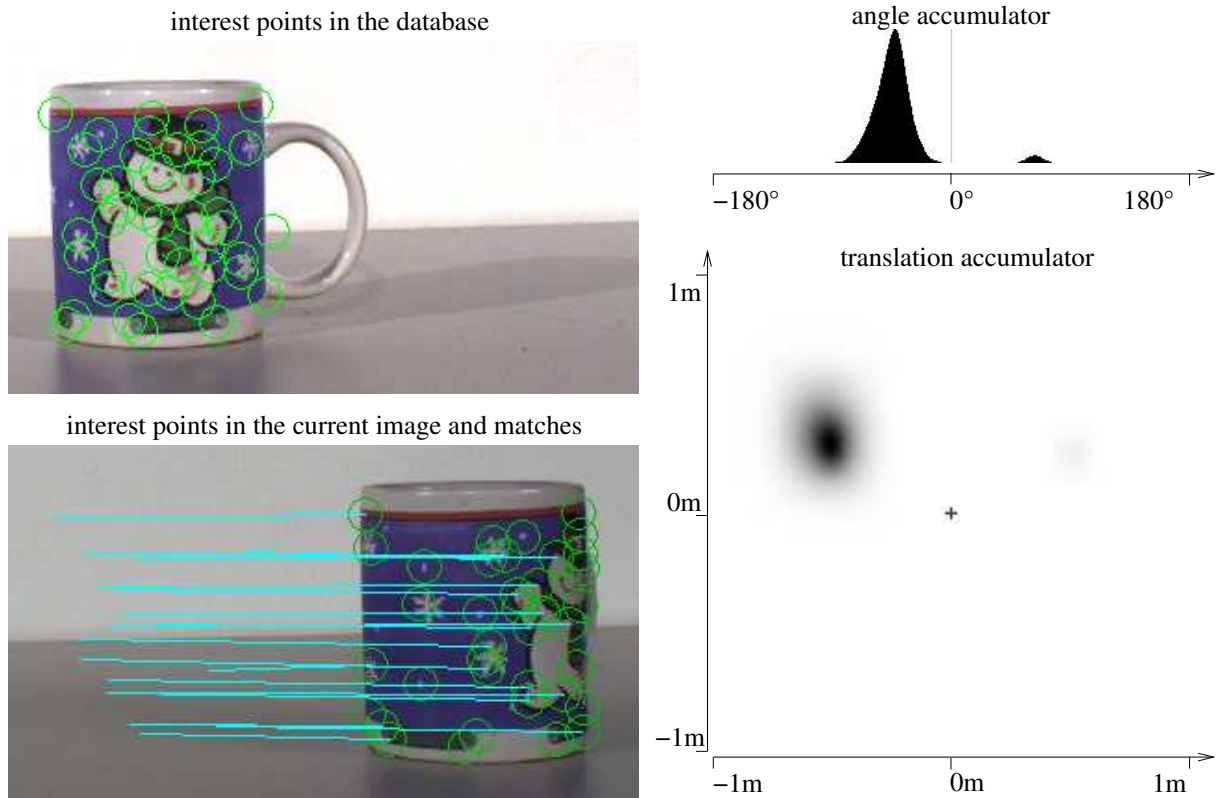 interest points in the database
interest points in the current image and matches
angle accumulator
−180° 0° 180°
translation accumulator
1m
0m
−1m
−1m 0m 1m